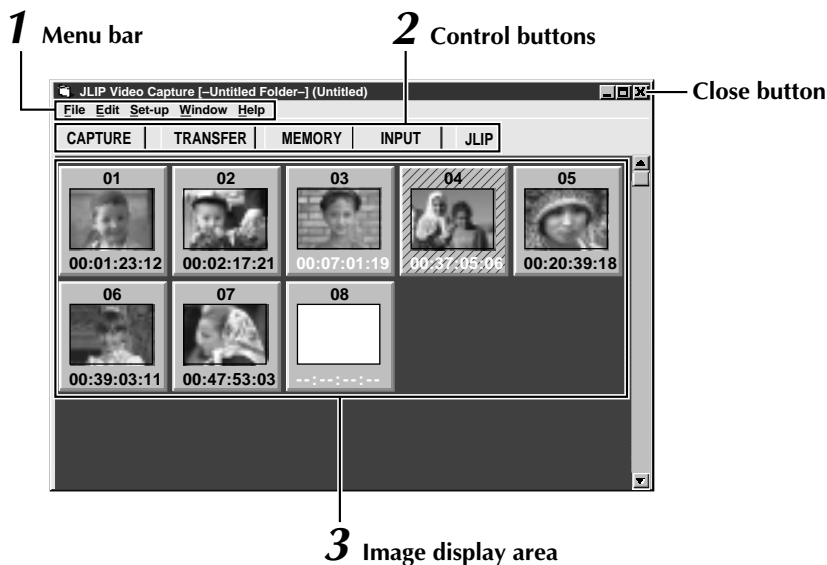 1 Menu bar
2 Control buttons
JLIP Video Capture [–Untitled Folder–] (Untitled)
Close button
File Edit Set-up Window Help
CAPTURE TRANSFER MEMORY INPUT JLIP
01 02 03 04 05
00:01:23:12 00:02:17:21 00:07:01:19 00:37:05:06 00:20:39:18
06 07 08
00:39:03:11 00:47:53:03 --:--:--:--
3 Image display area